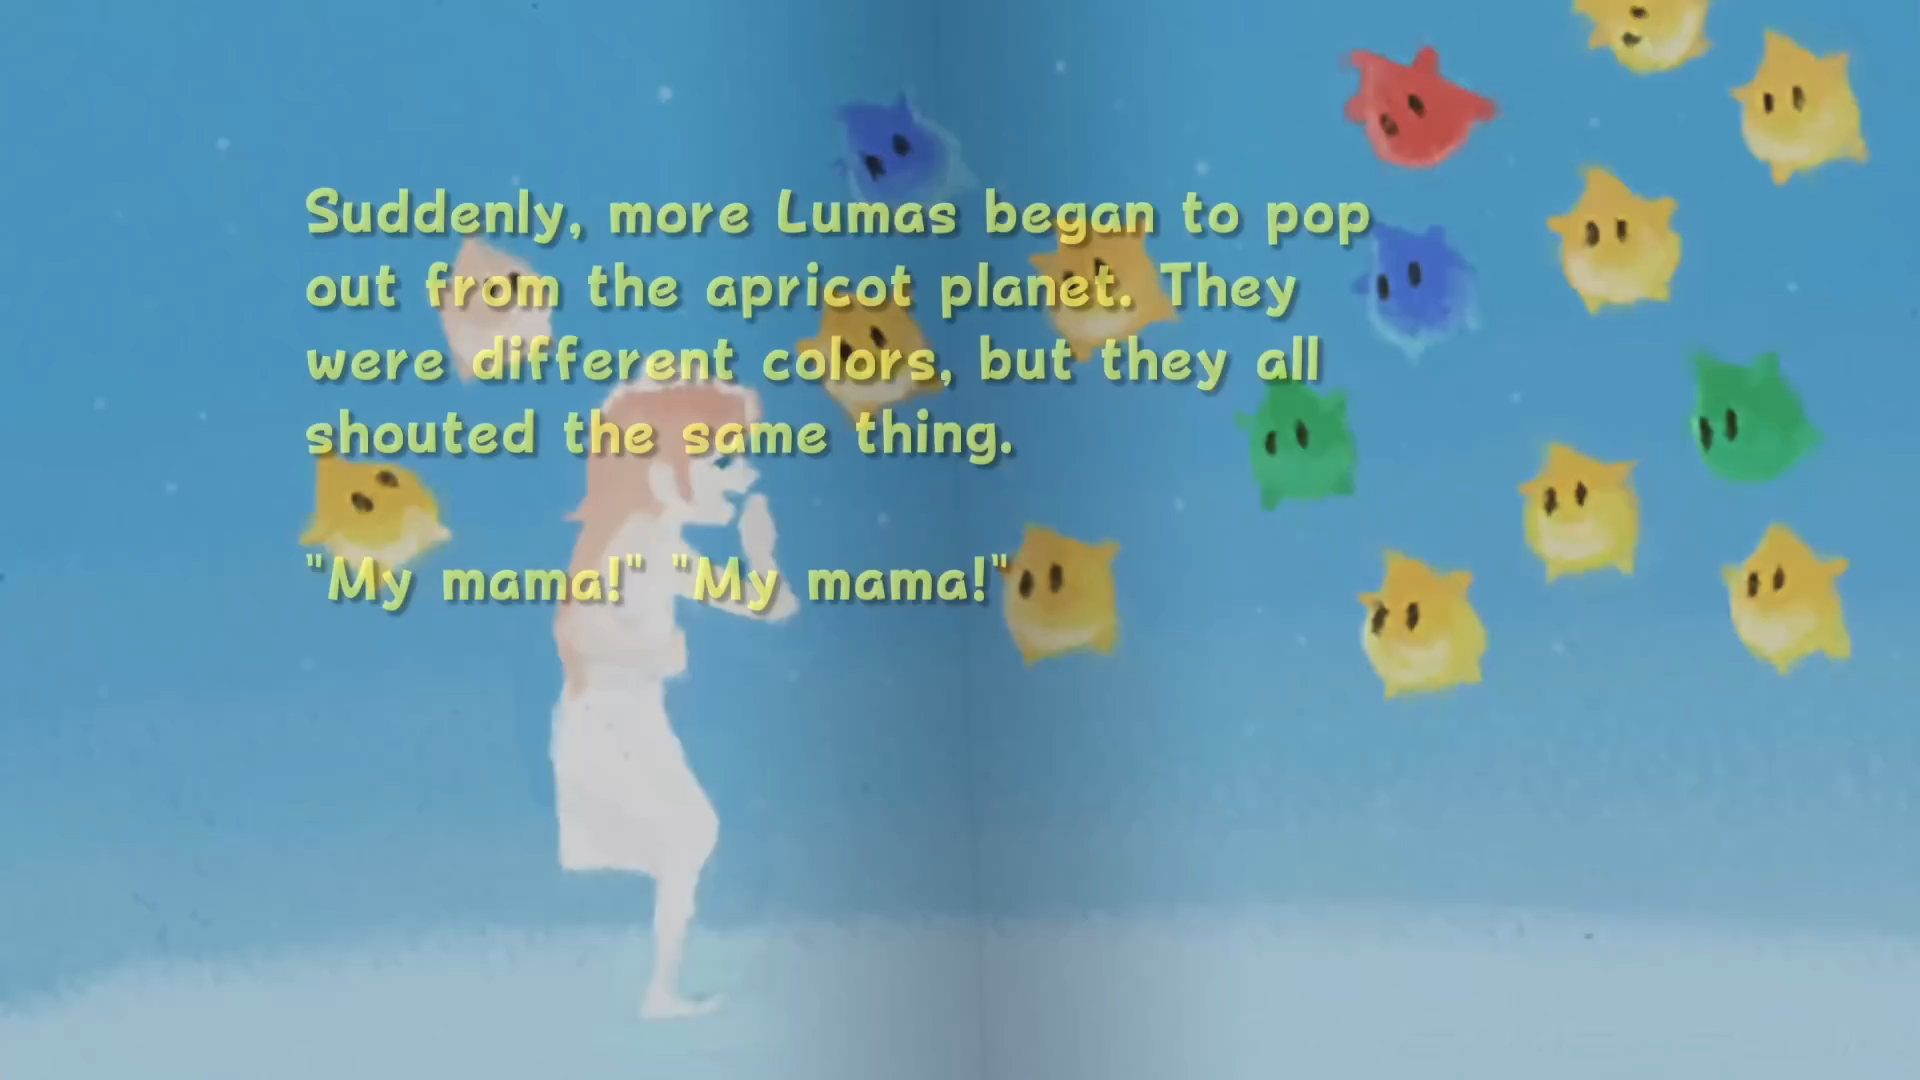 Suddenly, more Lumas began to pop
out from the apricot planet. They
were different colors, but they all
shouted the same thing.
"My mama!" "My mama!"